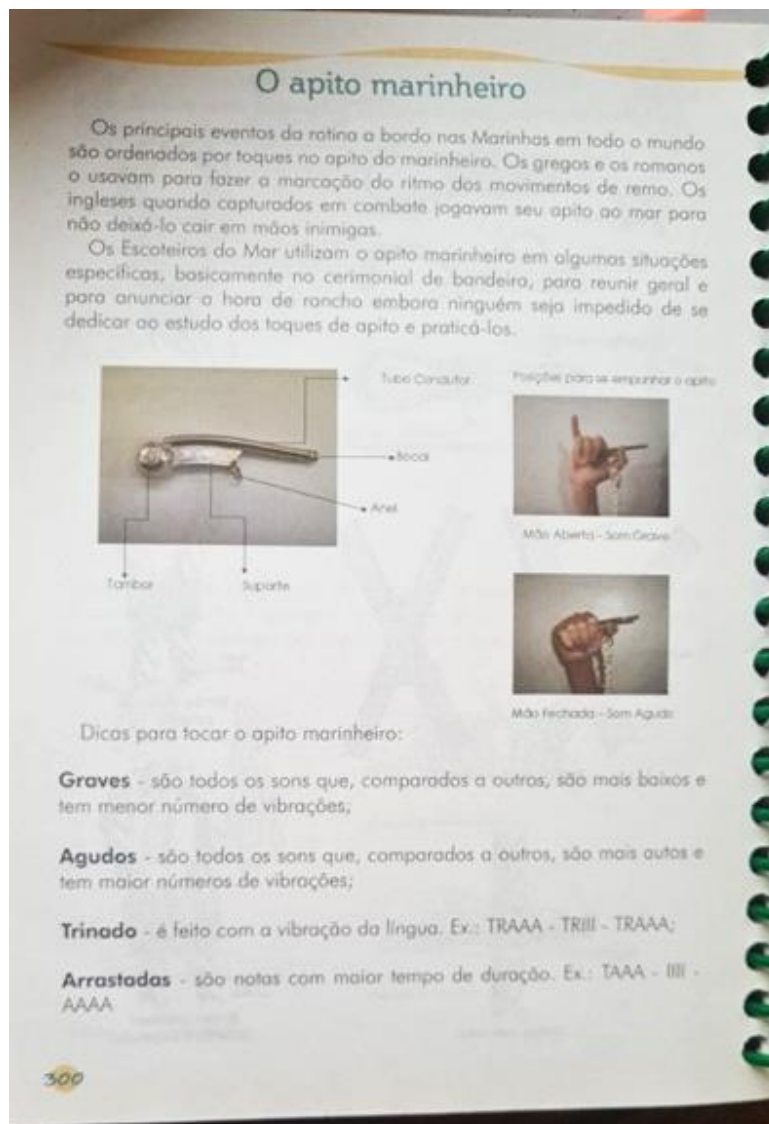 O apito marinheiro
Os principais eventos da rotina a bordo nas Marinhas em todo o mundo
são ordenados por toques no apito do marinheiro. Os gregos e os romanos
o usavam para fazer a marcação do ritmo dos movimentos de remo. Os
ingleses quando capturados em combate jogavam seu apito ao mar para
não deixá-lo cair em mãos inimigas.
Os Escoteiros do Mar utilizam o apito marinheiro em algumas situações
específicas, basicamente no cerimonial de bandeira, para reunir geral e
para anunciar a hora de rancho embora ninguém seja impedido de se
dedicar ao estudo dos toques de apito e praticá-los.
Tubo Condutor
Posições para se empunhar o apito
Bocal
Anel
Mão Aberta - Som Grave
Tambor
Suporte
Mão Fechada - Som Agudo
Dicas para tocar o apito marinheiro:
Graves - são todos os sons que, comparados a outros, são mais baixos e
tem menor número de vibrações;
Agudos - são todos os sons que, comparados a outros, são mais autos e
tem maior números de vibrações;
Trinado - é feito com a vibração da língua. Ex.: TRAAA - TRIII - TRAAA;
Arrastadas - são notas com maior tempo de duração. Ex.: TAAA - IIII -
AAAA
300